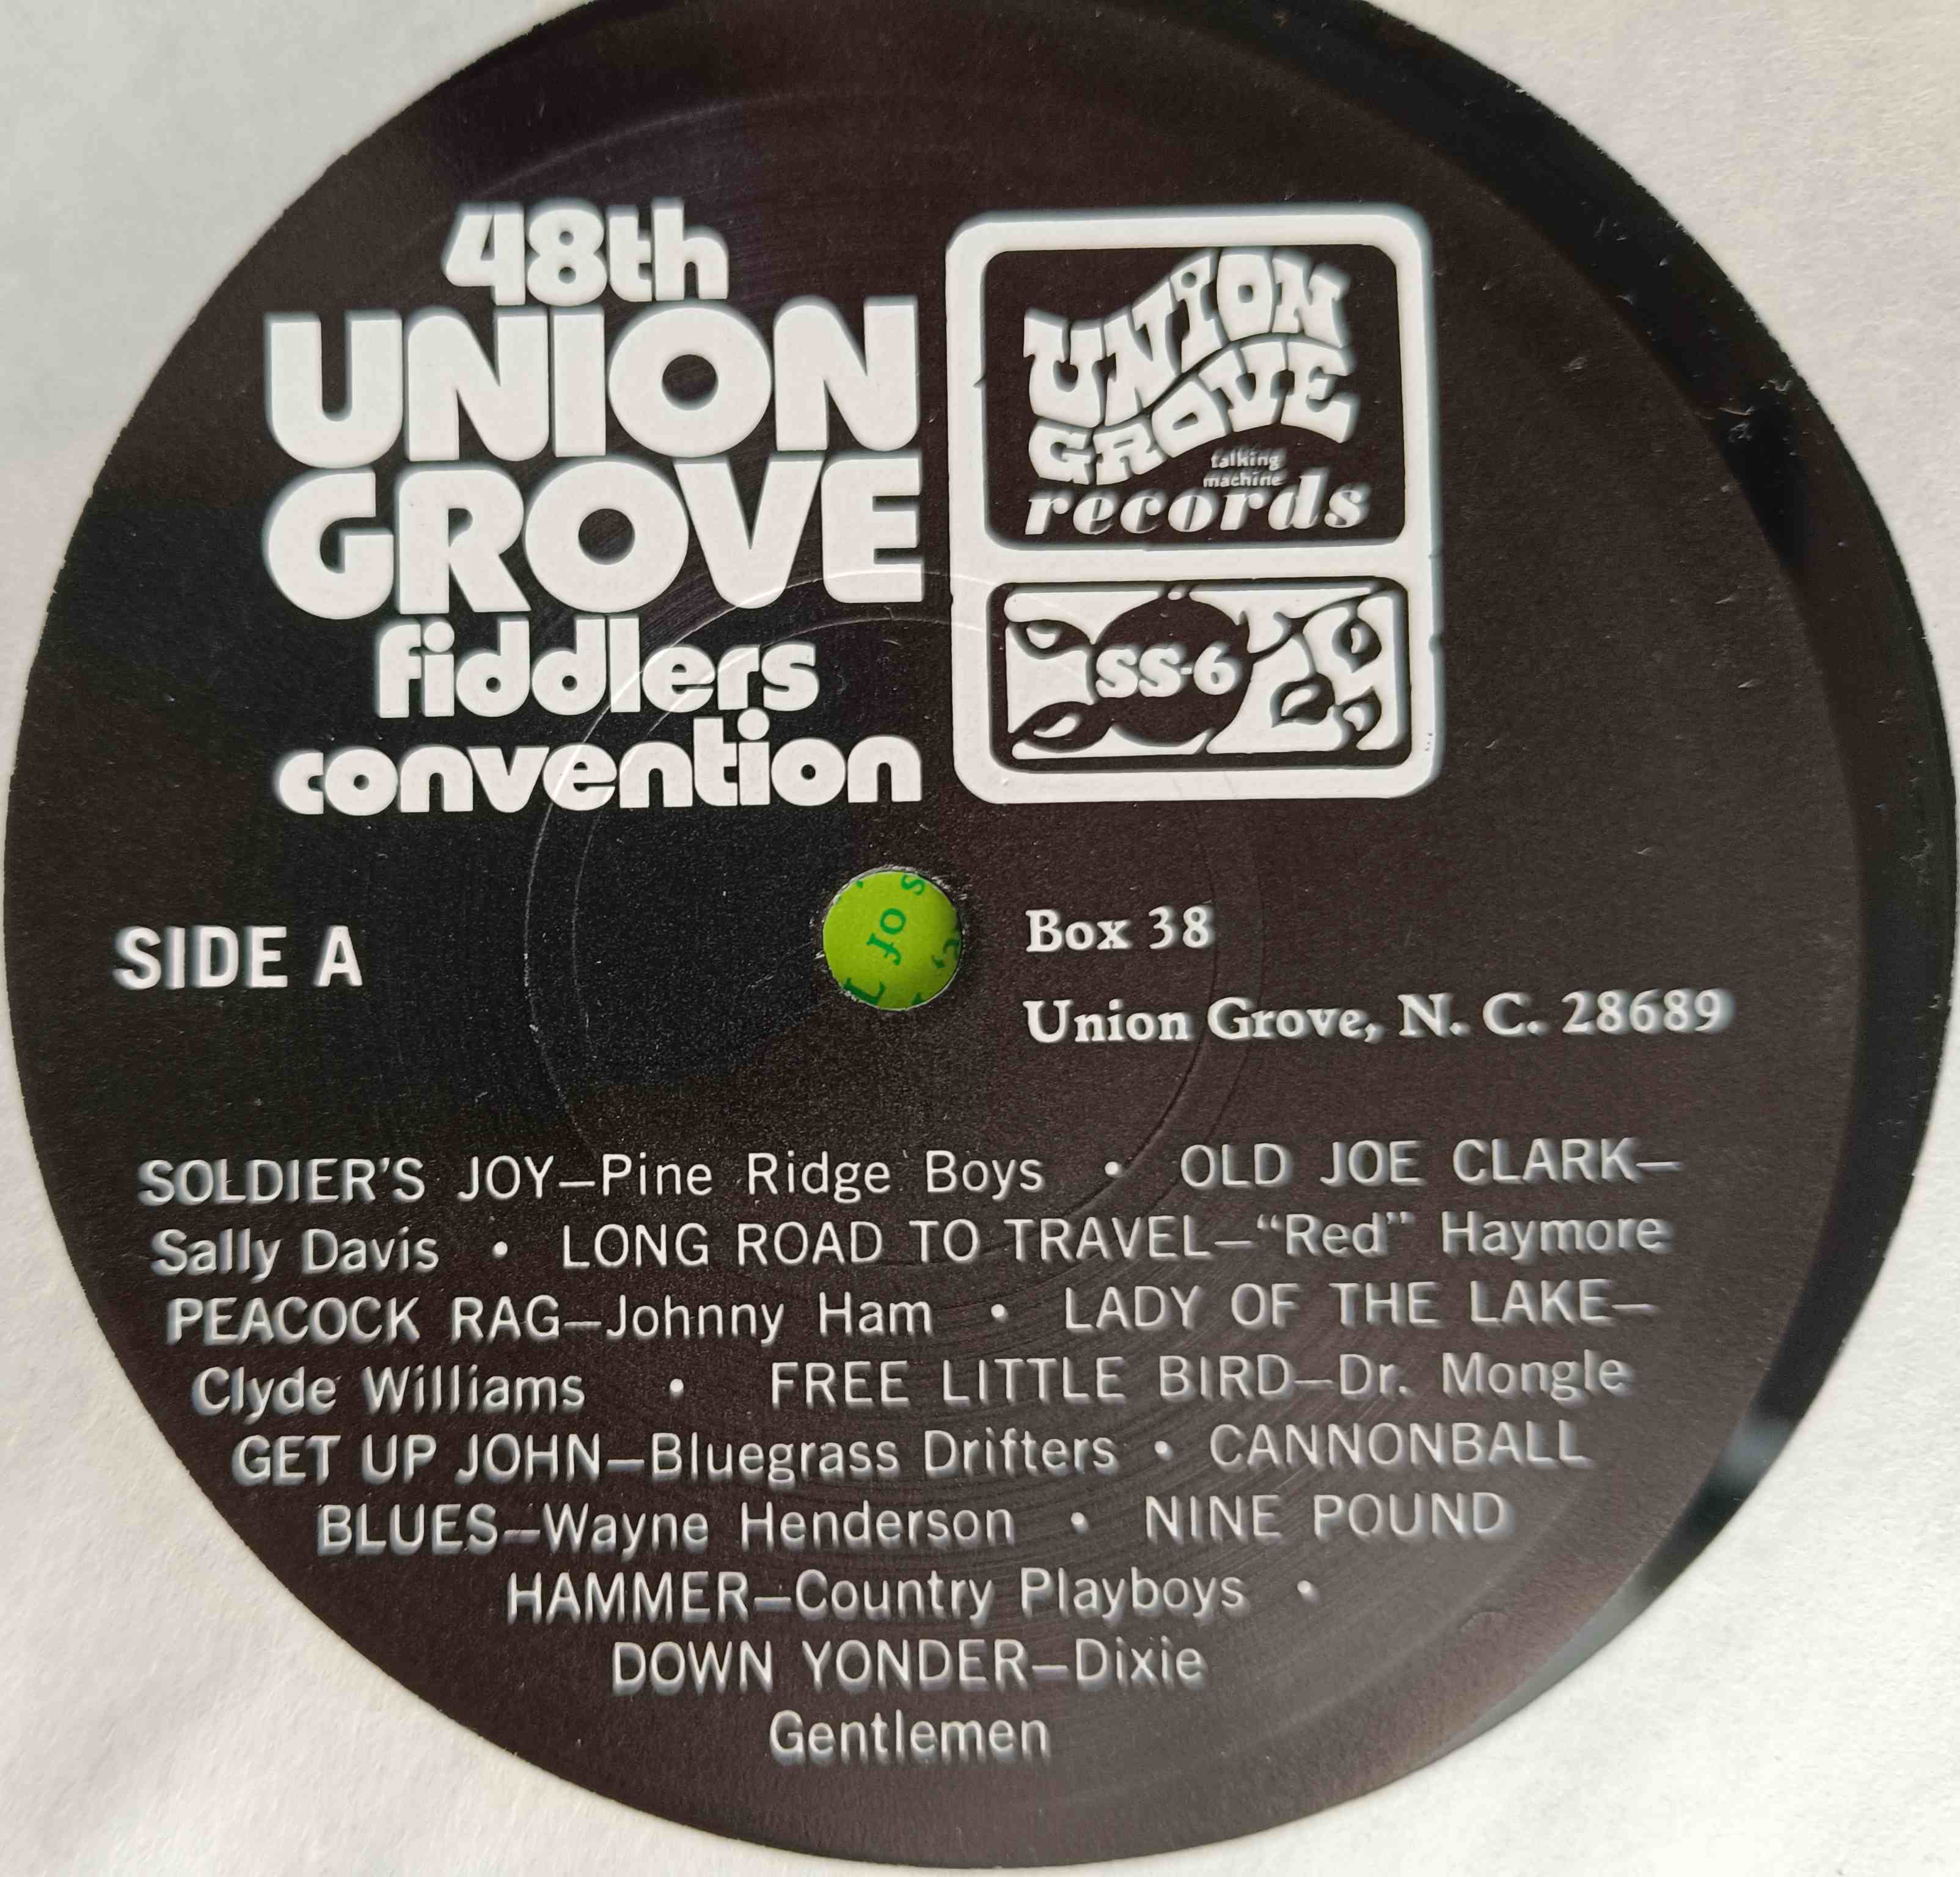 48th
UNION
GROVE
fiddlers
convention
UNION
GROVE
talking
machine
records
SS-6
SIDE A
Box 38
Union Grove, N. C. 28689
SOLDIER'S JOY—Pine Ridge Boys • OLD JOE CLARK—
Sally Davis • LONG ROAD TO TRAVEL—“Red” Haymore
PEACOCK RAG—Johnny Ham • LADY OF THE LAKE—
Clyde Williams • FREE LITTLE BIRD—Dr. Mongle
GET UP JOHN—Bluegrass Drifters • CANNONBALL
BLUES—Wayne Henderson • NINE POUND
HAMMER—Country Playboys •
DOWN YONDER—Dixie
Gentlemen